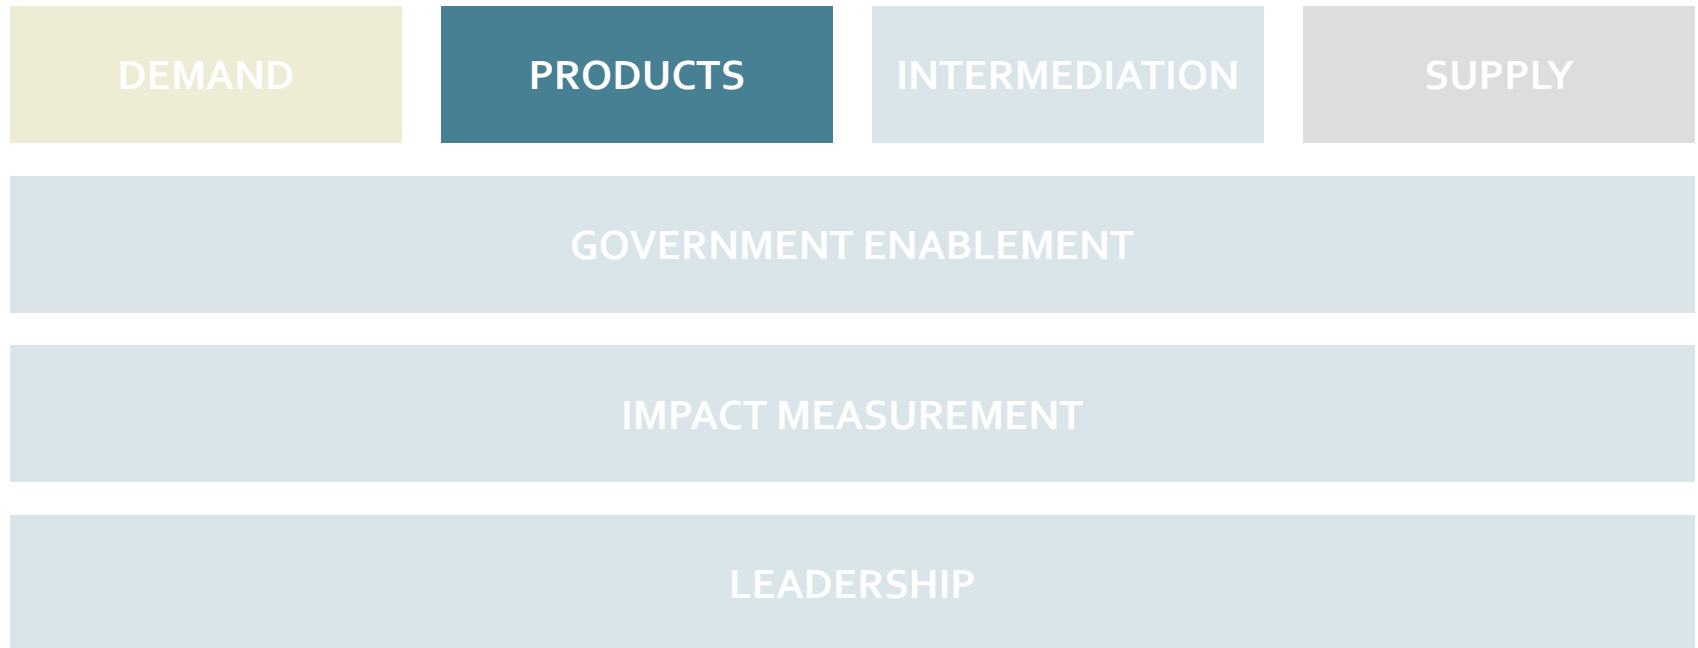 DEMAND
PRODUCTS
INTERMEDIATION
SUPPLY
GOVERNMENT ENABLEMENT
IMPACT MEASUREMENT
LEADERSHIP